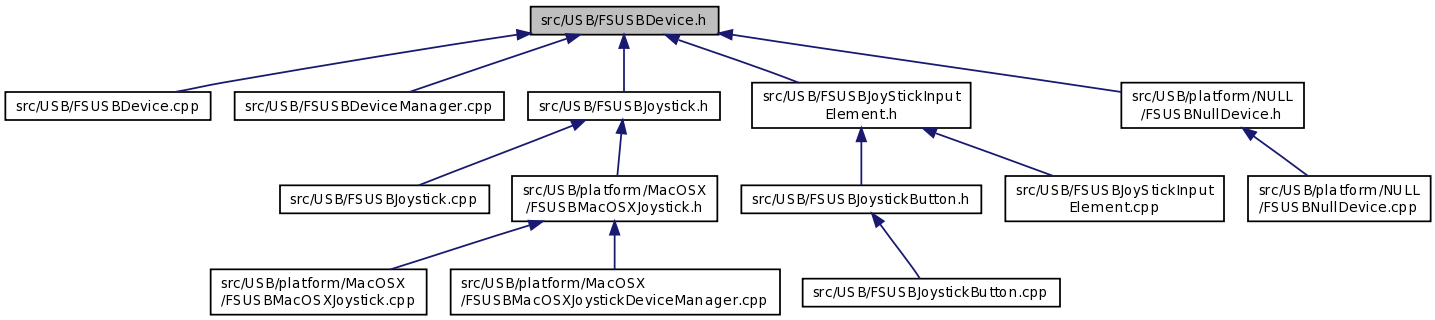 src/USB/FSUSBDevice.h
src/USB/FSUSBDevice.cpp
src/USB/FSUSBDeviceManager.cpp
src/USB/FSUSBJoystick.h
src/USB/FSUSBJoyStickInput
Element.h
src/USB/platform/NULL
/FSUSBNullDevice.h
src/USB/FSUSBJoystick.cpp
src/USB/platform/MacOSX
/FSUSBMacOSXJoystick.h
src/USB/FSUSBJoystickButton.h
src/USB/FSUSBJoyStickInput
Element.cpp
src/USB/platform/NULL
/FSUSBNullDevice.cpp
src/USB/platform/MacOSX
/FSUSBMacOSXJoystick.cpp
src/USB/platform/MacOSX
/FSUSBMacOSXJoystickDeviceManager.cpp
src/USB/FSUSBJoystickButton.cpp